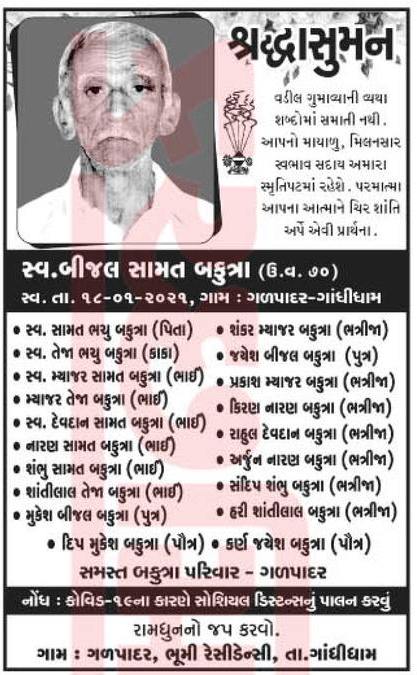 શ્રદ્ધાસુમન
વડીલ ગુમાવ્યાની વ્યથા
શબ્દોમાં સમાતી નથી.
આપનો માયાળુ, મિલનસાર
સ્વભાવ સદાય અમારા
સ્મૃતિપટમાં રહેશે. પરમાત્મા
આપના આત્માને ચિર શાંતિ
અર્પે એવી પ્રાર્થના.
સ્વ.બીજલ સામત બકુત્રા (ઉ.વ. ૭૦)
સ્વ. તા. ૧૮-૦૧-૨૦૨૧, ગામ : ગળપાદર-ગાંધીધામ
• સ્વ. સામત ભચુ બકુત્રા (પિતા)
• સ્વ. તેજા ભચુ બકુત્રા (કાકા)
• સ્વ. મ્યાજર સામત બકુત્રા (ભાઈ)
• મ્યાજર તેજા બકુત્રા (ભાઈ)
• સ્વ. દેવદાન સામત બકુત્રા (ભાઈ)
• નારણ સામત બકુત્રા (ભાઈ)
• શંભુ સામત બકુત્રા (ભાઈ)
• શાંતીલાલ તેજા બકુત્રા (ભાઈ)
• મુકેશ બીજલ બકુત્રા (પુત્ર)
• શંકર મ્યાજર બકુત્રા (ભત્રીજા)
• જયેશ બીજલ બકુત્રા (પુત્ર)
• પ્રકાશ મ્યાજર બકુત્રા (ભત્રીજા)
• કિરણ નારણ બકુત્રા (ભત્રીજા)
• રાહુલ દેવદાન બકુત્રા (ભત્રીજા)
• અર્જુન નારણ બકુત્રા (ભત્રીજા)
• સંદિપ શંભુ બકુત્રા (ભત્રીજા)
• હરી શાંતીલાલ બકુત્રા (ભત્રીજા)
• દિપ મુકેશ બકુત્રા (પૌત્ર) • કર્ણ જયેશ બકુત્રા (પૌત્ર)
સમસ્ત બકુત્રા પરિવાર - ગળપાદર
નોંધ : કોવિડ-૧૯ના કારણે સોશિયલ ડિસ્ટન્સનું પાલન કરવું
રામધુનનો જપ કરવો.
ગામ : ગળપાદર, ભૂમી રેસીડેન્સી, તા.ગાંધીધામ